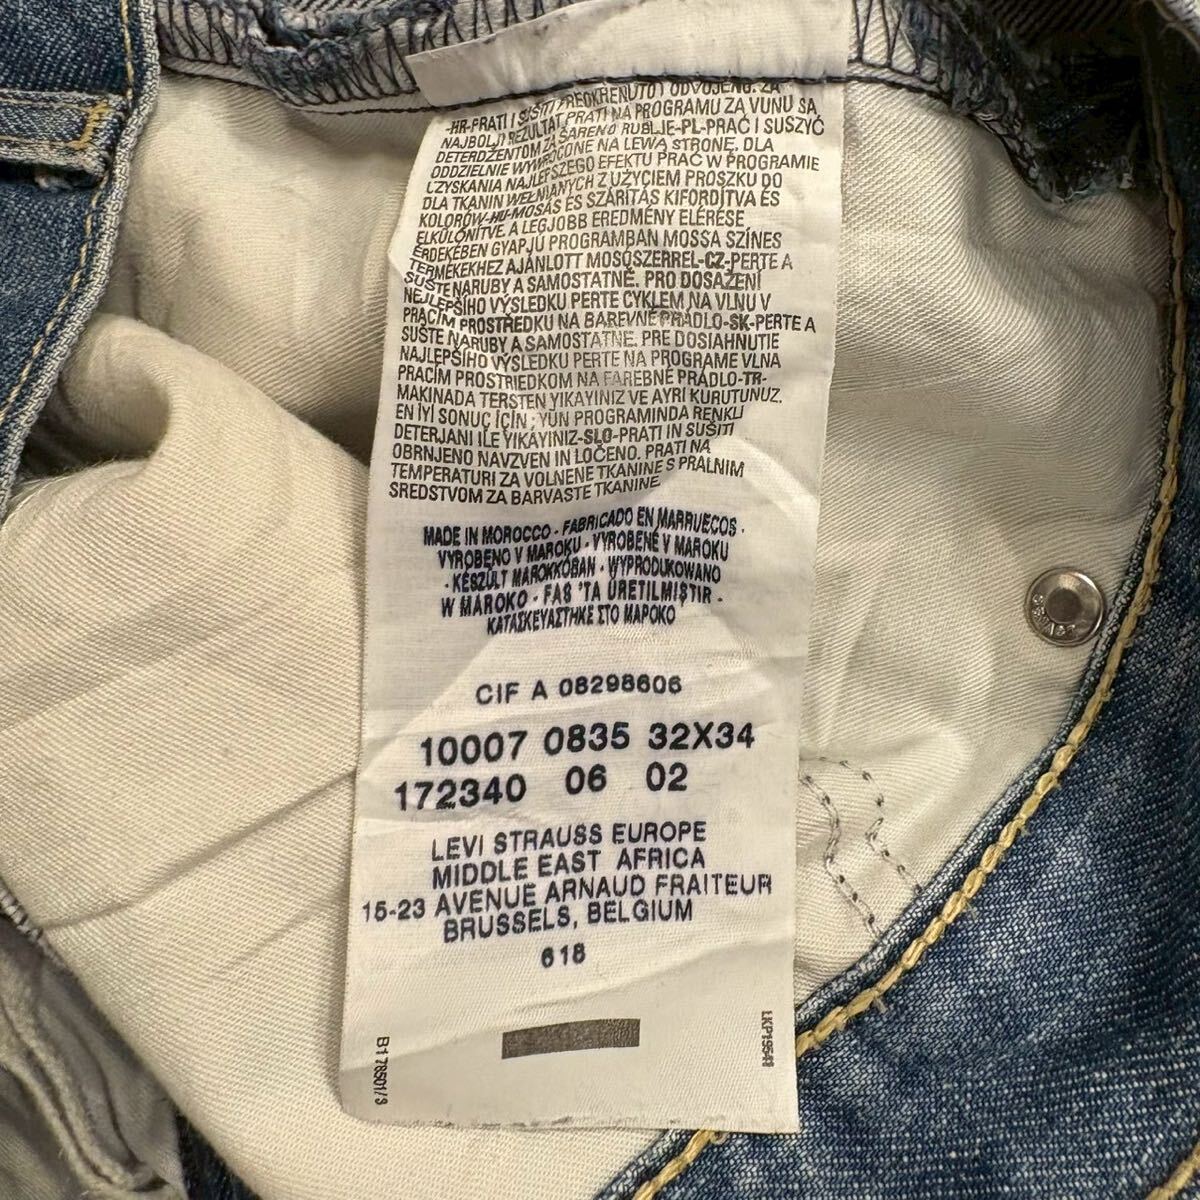 -HR-PRATI I SUŠITI PREOKRENUTO I ODVOJENO. ZA
NAJBOLJI REZULTAT PRATI NA PROGRAMU ZA VUNU SA
DETERDŽENTOM ZA ŠARENO RUBLJE-PL-PRAĆ I SUSZYĆ
ODDZIELNIE WYWRÓCONE NA LEWĄ STRONĘ. DLA
UZYSKANIA NAJLEPSZEGO EFEKTU PRAĆ W PROGRAMIE
DLA TKANIN WEŁNIANYCH Z UŻYCIEM PROSZKU DO
KOLORÓW-HU-MOSÁS ÉS SZÁRITÁS KIFORDÍTVA ÉS
ELKÜLÖNÍTVE. A LEGJOBB EREDMÉNY ELÉRÉSE
ÉRDEKÉBEN GYAPJÚ PROGRAMBAN MOSSA SZÍNES
TERMÉKEKHEZ AJÁNLOTT MOSÓSZERREL-CZ-PERTE A
SUŠTE NARUBY A SAMOSTATNĚ. PRO DOSAŽENÍ
NEJLEPŠÍHO VÝSLEDKU PERTE CYKLEM NA VLNU V
PRACÍM PROSTŘEDKU NA BAREVNÉ PRÁDLO-SK-PERTE A
SUŠTE NARUBY A SAMOSTATNE. PRE DOSIAHNUTIE
NAJLEPŠIHO VÝSLEDKU PERTE NA PROGRAME VLNA
PRACÍM PROSTRIEDKOM NA FAREBNÉ PRÁDLO-TR-
MAKINADA TERSTEN YIKAYINIZ VE AYRI KURUTUNUZ.
EN İYİ SONUÇ İÇİN ; YÜN PROGRAMINDA RENKLI
DETERJANI ILE YIKAYINIZ-SLO-PRATI IN SUŠITI
OBRNJENO NAVZVEN IN LOČENO. PRATI NA
TEMPERATURI ZA VOLNENE TKANINE S PRALNIM
SREDSTVOM ZA BARVASTE TKANINE
MADE IN MOROCCO - FABRICADO EN MARRUECOS -
VYROBENO V MAROKU - VYROBENÉ V MAROKU
- KÉSZÜLT MAROKKÓBAN - WYPRODUKOWANO
W MAROKO - FAS 'TA ÜRETILMIŞTIR -
ΚΑΤΑΣΚΕΥΑΣΤΗΚΕ ΣΤΟ ΜΑΡΟΚΟ
CIF A 08298606
10007 0835 32X34
172340 06 02
LEVI STRAUSS EUROPE
MIDDLE EAST AFRICA
15-23 AVENUE ARNAUD FRAITEUR
BRUSSELS, BELGIUM
618
B178501/3
LKP19541